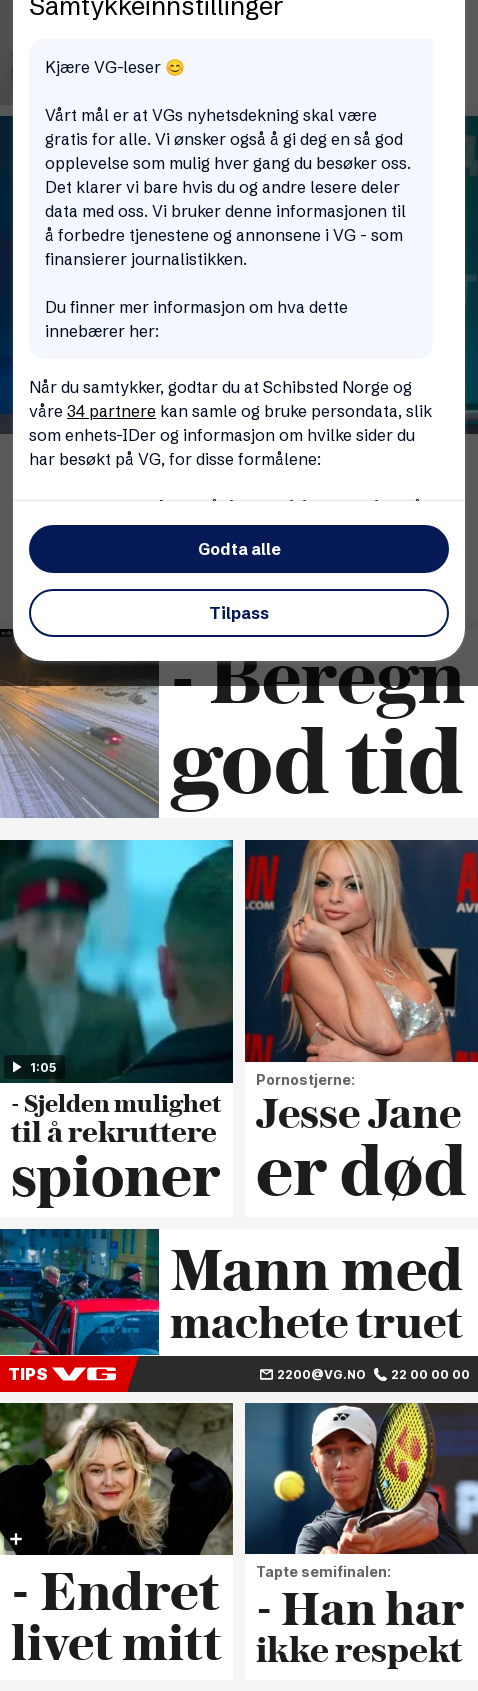 Samtykkeinnstillinger
Kjære VG-leser 😊
Vårt mål er at VGs nyhetsdekning skal være
gratis for alle. Vi ønsker også å gi deg en så god
opplevelse som mulig hver gang du besøker oss.
Det klarer vi bare hvis du og andre lesere deler
data med oss. Vi bruker denne informasjonen til
å forbedre tjenestene og annonsene i VG - som
finansierer journalistikken.
Du finner mer informasjon om hva dette
innebærer her:
Når du samtykker, godtar du at Schibsted Norge og
våre 34 partnere kan samle og bruke persondata, slik
som enhets-IDer og informasjon om hvilke sider du
har besøkt på VG, for disse formålene:
Godta alle
Tilpass
- Beregn
god tid
1:05
- Sjelden mulighet
til å rekruttere
spioner
.COM
AVN
Pornostjerne:
Jesse Jane
er død
Mann med
machete truet
TIPS VG
2200@VG.NO 22 00 00 00
- Endret
livet mitt
Tapte semifinalen:
- Han har
ikke respekt